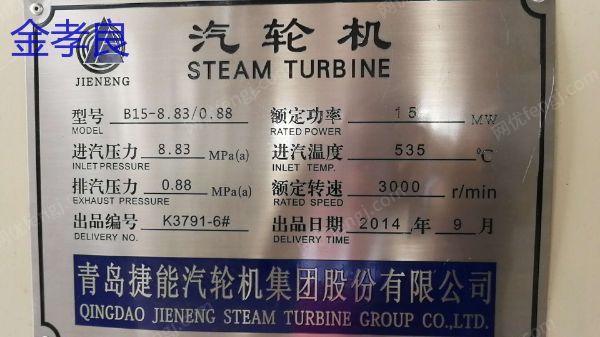 金孝良
汽轮机
JIENENG
STEAM TURBINE
型号 B15-8.83/0.88 额定功率 15 MW
MODEL RATED POWER
进汽压力 8.83 MPa(a) 进汽温度 535 ℃
INLET PRESSURE INLET TEMP.
排汽压力 0.88 MPa(a) 额定转速 3000 r/min
EXHAUST PRESSURE RATED SPEED
出品编号 K3791-6# 出品日期 2014 年 9 月
DELIVERY NO. DELIVERY TIME
青岛捷能汽轮机集团股份有限公司
QINGDAO JIENENG STEAM TURBINE GROUP CO.,LTD.